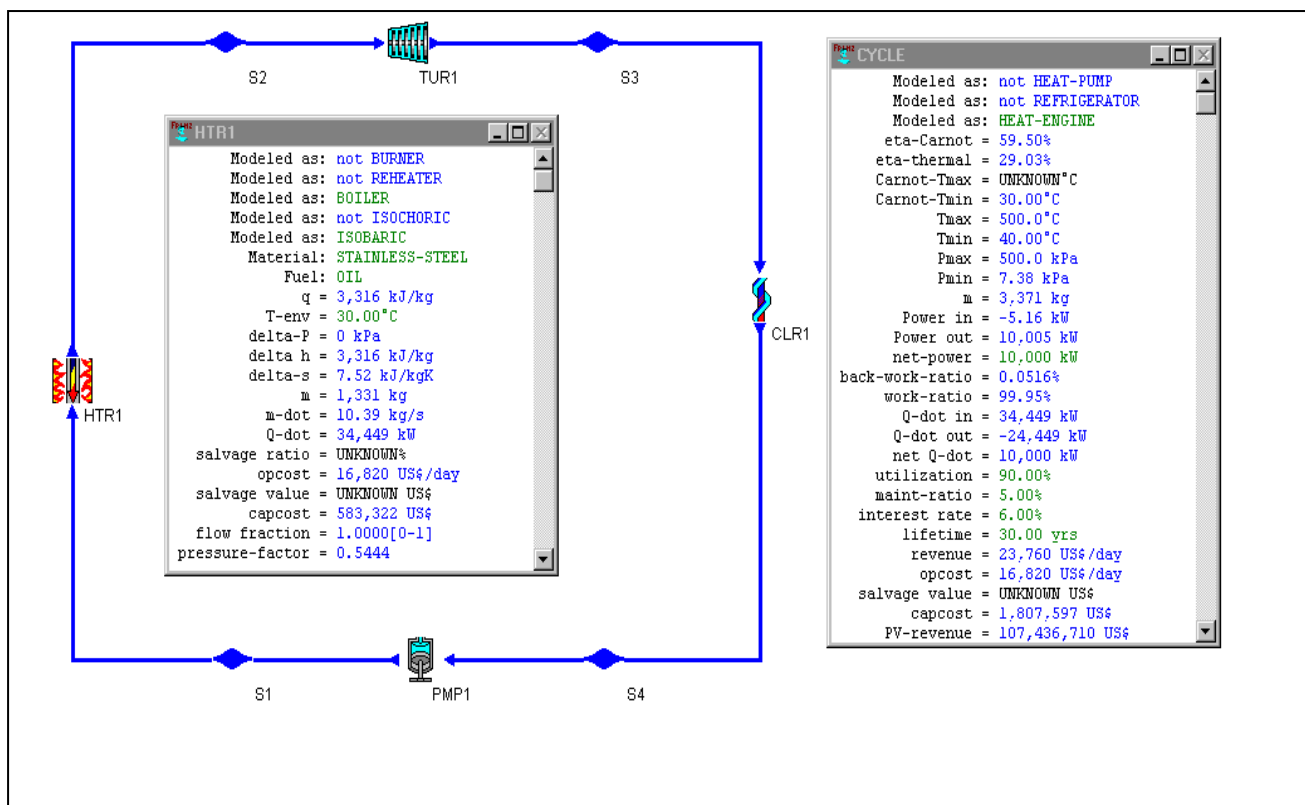 S2
TUR1
S3
HTR1
Modeled as: not BURNER
Modeled as: not REHEATER
Modeled as: BOILER
Modeled as: not ISOCHORIC
Modeled as: ISOBARIC
Material: STAINLESS-STEEL
Fuel: OIL
q = 3,316 kJ/kg
T-env = 30.00°C
delta-P = 0 kPa
delta h = 3,316 kJ/kg
delta-s = 7.52 kJ/kgK
m = 1,331 kg
m-dot = 10.39 kg/s
Q-dot = 34,449 kW
salvage ratio = UNKNOWN%
opcost = 16,820 US$/day
salvage value = UNKNOWN US$
capcost = 583,322 US$
flow fraction = 1.0000[0-1]
pressure-factor = 0.5444
CYCLE
Modeled as: not HEAT-PUMP
Modeled as: not REFRIGERATOR
Modeled as: HEAT-ENGINE
eta-Carnot = 59.50%
eta-thermal = 29.03%
Carnot-Tmax = UNKNOWN°C
Carnot-Tmin = 30.00°C
Tmax = 500.0°C
Tmin = 40.00°C
Pmax = 500.0 kPa
Pmin = 7.38 kPa
m = 3,371 kg
Power in = -5.16 kW
Power out = 10,005 kW
net-power = 10,000 kW
back-work-ratio = 0.0516%
work-ratio = 99.95%
Q-dot in = 34,449 kW
Q-dot out = -24,449 kW
net Q-dot = 10,000 kW
utilization = 90.00%
maint-ratio = 5.00%
interest rate = 6.00%
lifetime = 30.00 yrs
revenue = 23,760 US$/day
opcost = 16,820 US$/day
salvage value = UNKNOWN US$
capcost = 1,807,597 US$
PV-revenue = 107,436,710 US$
CLR1
HTR1
S1
PMP1
S4